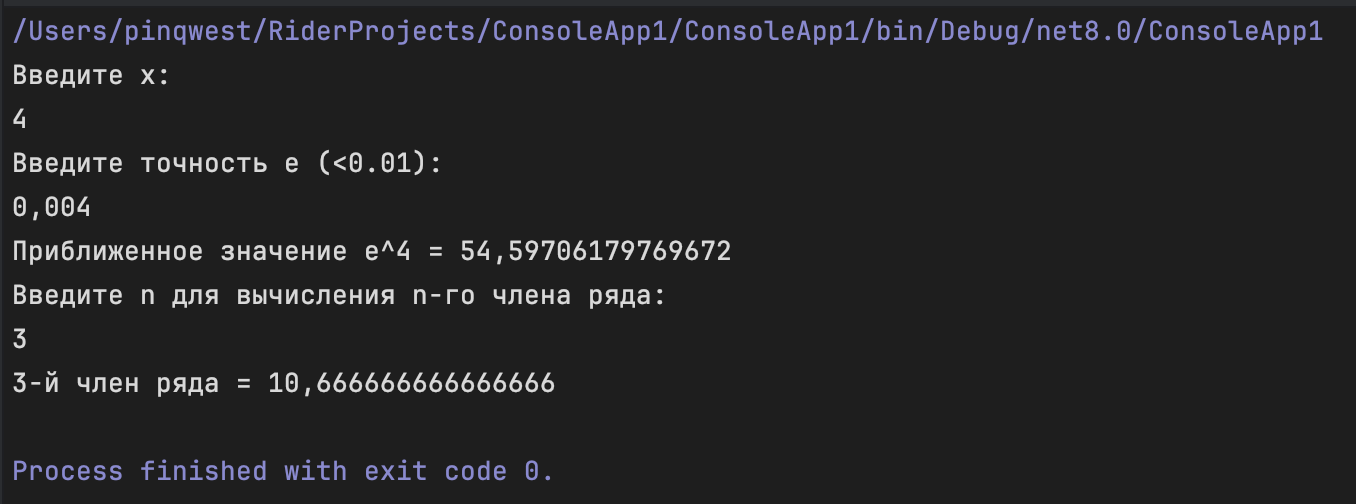 /Users/pinqwest/RiderProjects/ConsoleApp1/ConsoleApp1/bin/Debug/net8.0/ConsoleApp1
Введите x:
4
Введите точность e (<0.01):
0,004
Приближенное значение e^4 = 54,59706179769672
Введите n для вычисления n-го члена ряда:
3
3-й член ряда = 10,666666666666666
Process finished with exit code 0.